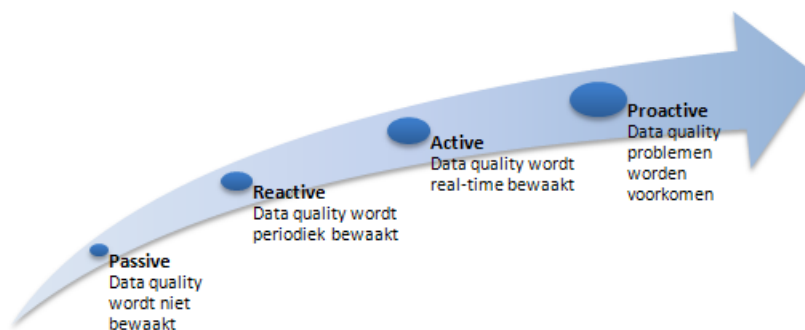 Passive
Data quality
wordt niet
bewaakt
Reactive
Data quality wordt
periodiek bewaakt
Active
Data quality wordt
real-time bewaakt
Proactive
Data quality
problemen
worden
voorkomen